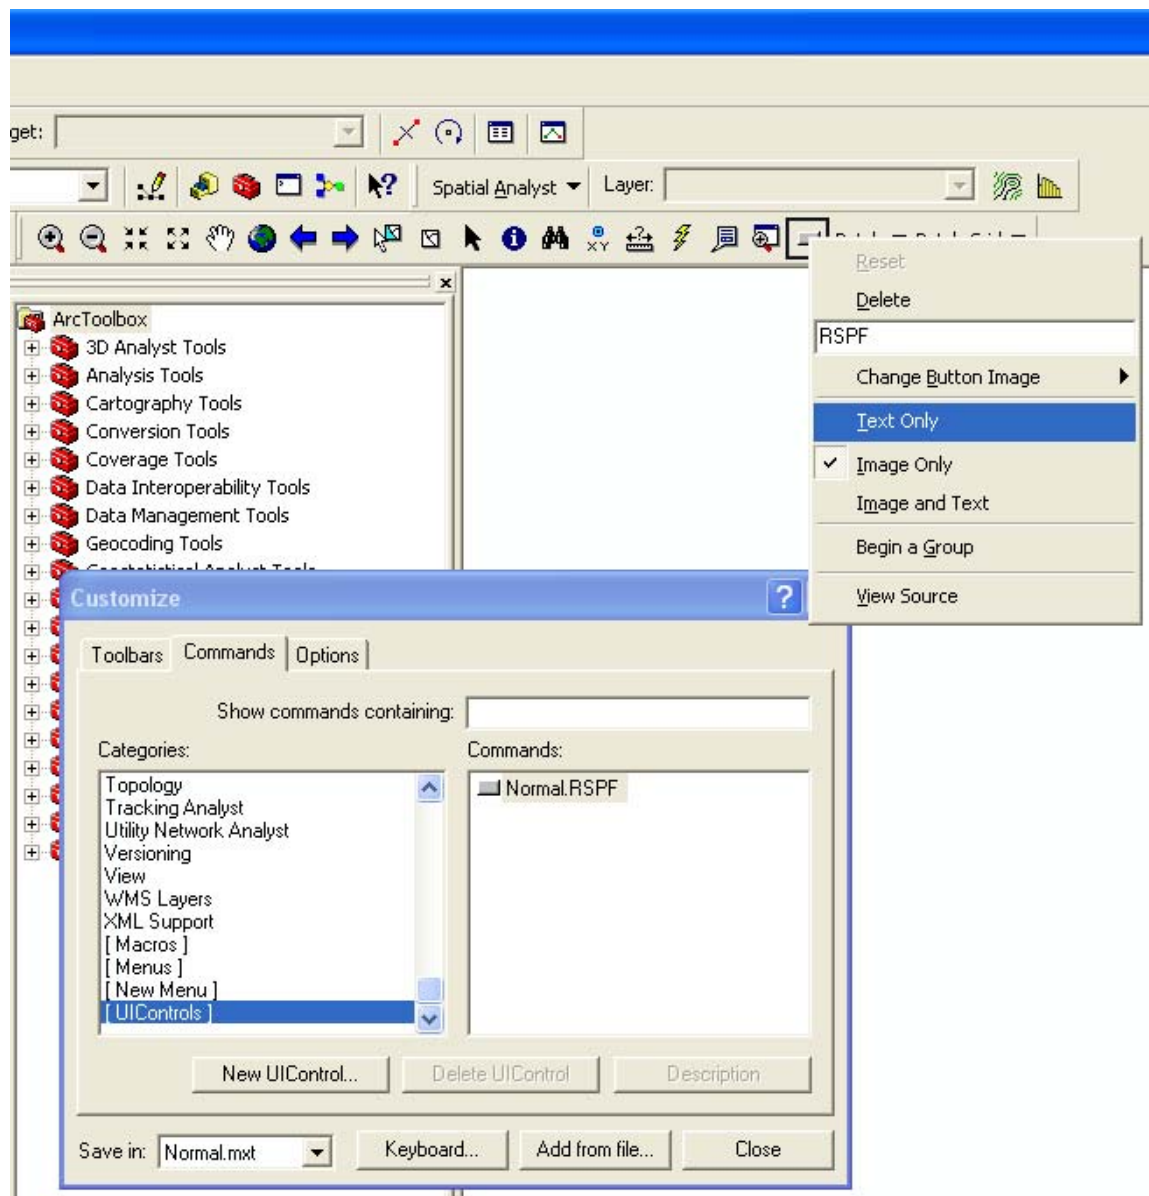 get:
Spatial Analyst Layer:
XY
Reset
Delete
RSPF
Change Button Image
Text Only
Image Only
Image and Text
Begin a Group
View Source
ArcToolbox
3D Analyst Tools
Analysis Tools
Cartography Tools
Conversion Tools
Coverage Tools
Data Interoperability Tools
Data Management Tools
Geocoding Tools
Customize
Toolbars Commands Options
Show commands containing:
Categories: Commands:
Topology
Tracking Analyst
Utility Network Analyst
Versioning
View
WMS Layers
XML Support
[ Macros ]
[ Menus ]
[ New Menu ]
[ UIControls ]
Normal.RSPF
New UIControl... Delete UIControl Description
Save in: Normal.mxt Keyboard... Add from file... Close